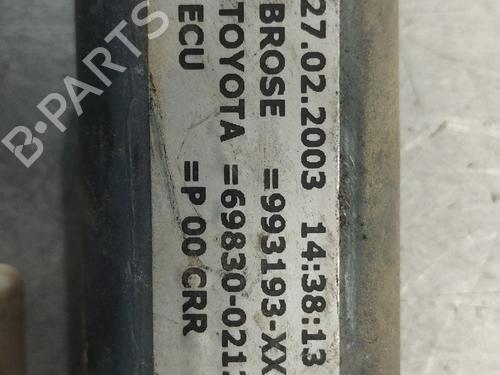 27.02.2003 14:38:13
BROSE =993193-XX
TOYOTA =69830-021
ECU =P 00 CRR
B-PARTS